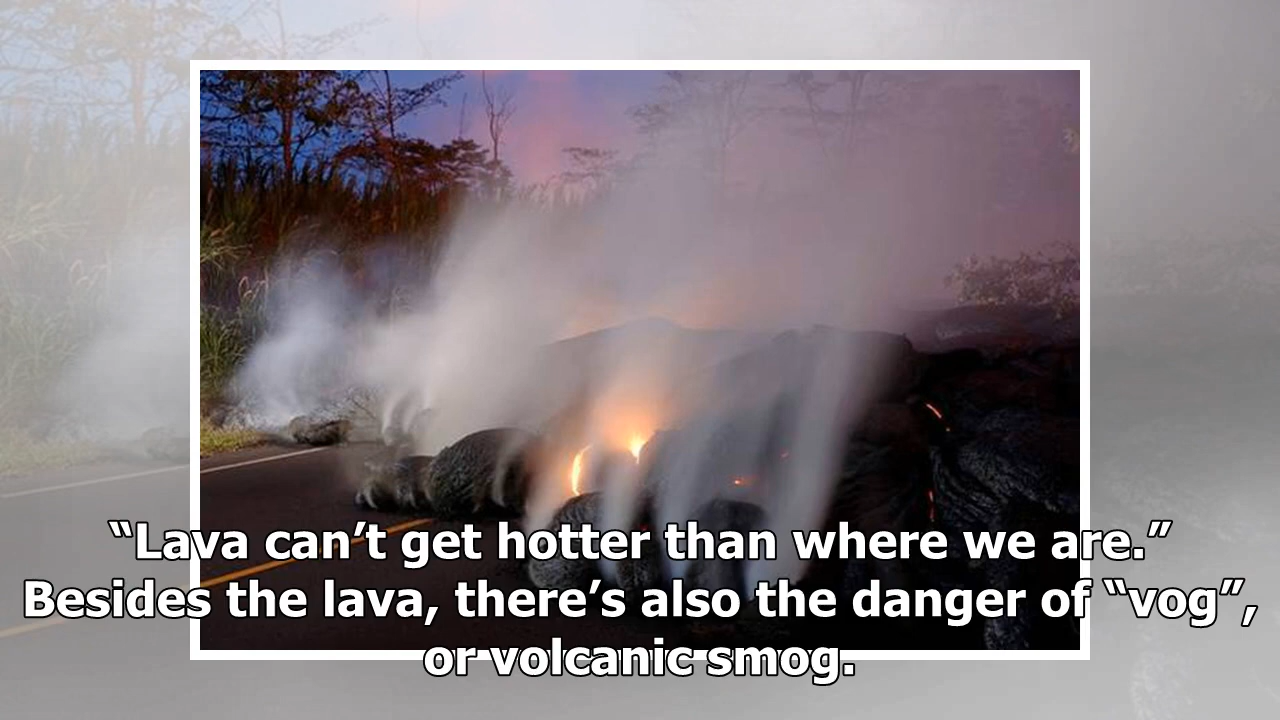 “Lava can’t get hotter than where we are.”
Besides the lava, there’s also the danger of “vog”,
or volcanic smog.